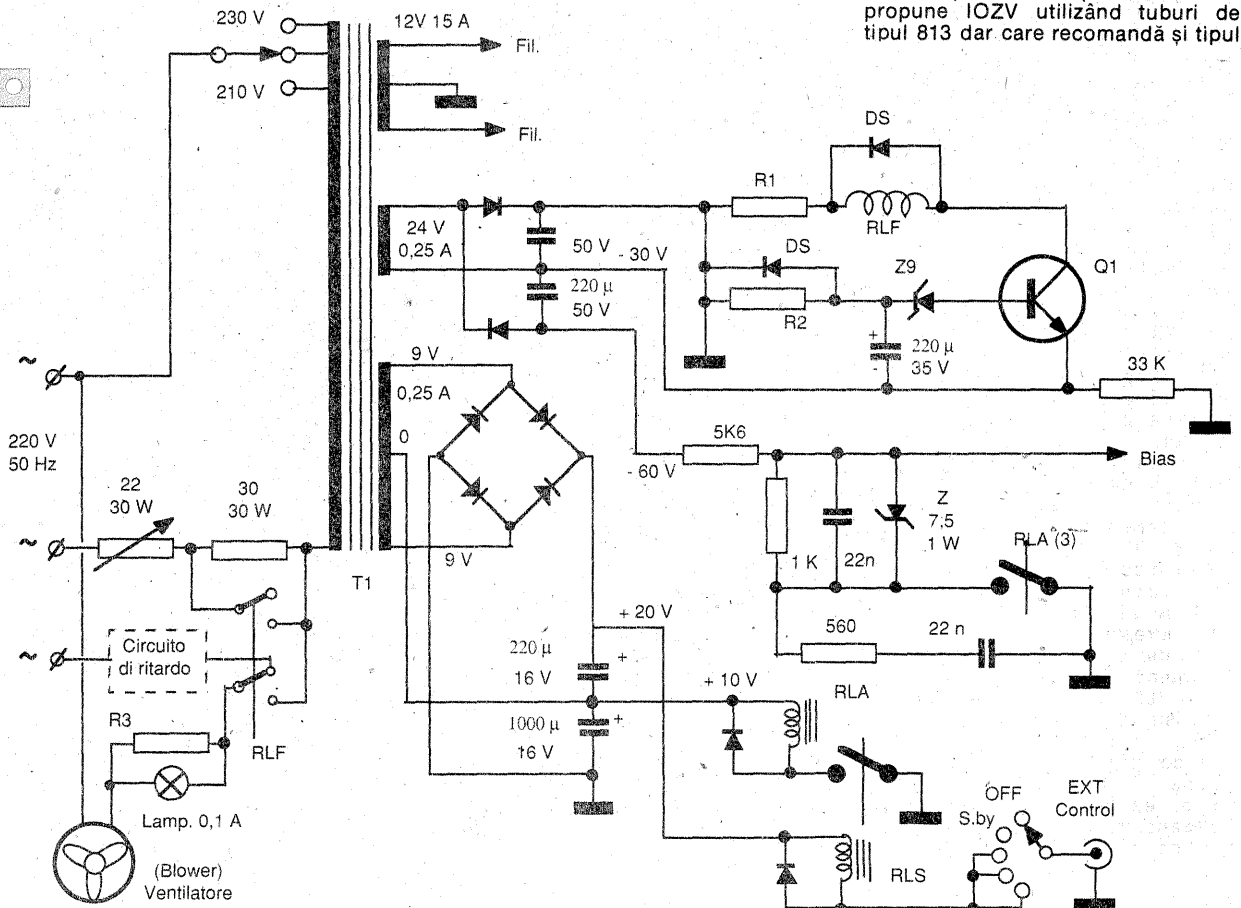 propune IOZV utilizând tuburi de
tipul 813 dar care recomandă și tipul
230 V
12V 15 A
Fil.
210 V
Fil.
DS
R1
RLF
24 V
0,25 A
50 V
- 30 V
220 µ
50 V
DS
R2
Z9
Q1
+
220 µ
-
35 V
33 K
~
220 V
50 Hz
9 V
0,25 A
0
9 V
5K6
- 60 V
Bias
22
30 W
30
30 W
~
T1
1 K
22n
Z
7,5
1 W
RLA (3)
560
22 n
~
Circuito
di ritardo
+ 20 V
220 µ
+
16 V
+ 10 V
RLA
1000 µ
+
16 V
R3
RLF
Lamp. 0,1 A
OFF
S.by
EXT
Control
RLS
(Blower)
Ventilatore